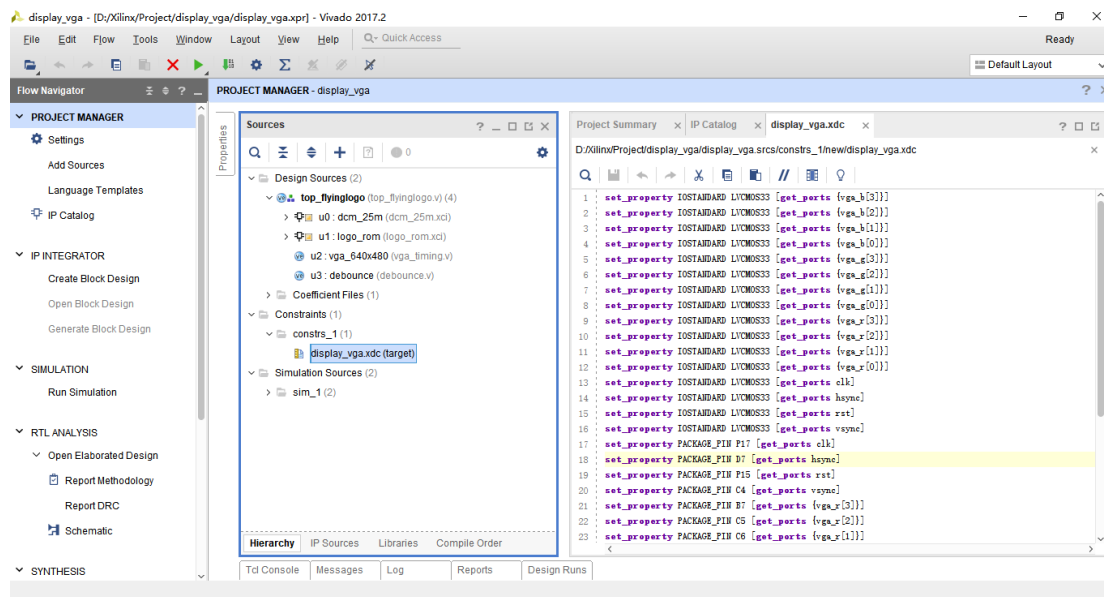 display_vga - [D:/Xilinx/Project/display_vga/display_vga.xpr] - Vivado 2017.2
File Edit Flow Tools Window Layout View Help Q- Quick Access Ready
Default Layout
Flow Navigator
PROJECT MANAGER - display_vga
PROJECT MANAGER
Settings
Add Sources
Language Templates
IP Catalog
IP INTEGRATOR
Create Block Design
Open Block Design
Generate Block Design
SIMULATION
Run Simulation
RTL ANALYSIS
Open Elaborated Design
Report Methodology
Report DRC
Schematic
SYNTHESIS
Properties
Sources
0
Design Sources (2)
top_flyinglogo (top_flyinglogo.v) (4)
u0 : dcm_25m (dcm_25m.xci)
u1 : logo_rom (logo_rom.xci)
u2 : vga_640x480 (vga_timing.v)
u3 : debounce (debounce.v)
Coefficient Files (1)
Constraints (1)
constrs_1 (1)
display_vga.xdc (target)
Simulation Sources (2)
sim_1 (2)
Hierarchy IP Sources Libraries Compile Order
Project Summary IP Catalog display_vga.xdc
D:/Xilinx/Project/display_vga/display_vga.srcs/constrs_1/new/display_vga.xdc
1 set_property IOSTANDARD LVCMOS33 [get_ports {vga_b[3]}]
2 set_property IOSTANDARD LVCMOS33 [get_ports {vga_b[2]}]
3 set_property IOSTANDARD LVCMOS33 [get_ports {vga_b[1]}]
4 set_property IOSTANDARD LVCMOS33 [get_ports {vga_b[0]}]
5 set_property IOSTANDARD LVCMOS33 [get_ports {vga_g[3]}]
6 set_property IOSTANDARD LVCMOS33 [get_ports {vga_g[2]}]
7 set_property IOSTANDARD LVCMOS33 [get_ports {vga_g[1]}]
8 set_property IOSTANDARD LVCMOS33 [get_ports {vga_g[0]}]
9 set_property IOSTANDARD LVCMOS33 [get_ports {vga_r[3]}]
10 set_property IOSTANDARD LVCMOS33 [get_ports {vga_r[2]}]
11 set_property IOSTANDARD LVCMOS33 [get_ports {vga_r[1]}]
12 set_property IOSTANDARD LVCMOS33 [get_ports {vga_r[0]}]
13 set_property IOSTANDARD LVCMOS33 [get_ports clk]
14 set_property IOSTANDARD LVCMOS33 [get_ports hsync]
15 set_property IOSTANDARD LVCMOS33 [get_ports rst]
16 set_property IOSTANDARD LVCMOS33 [get_ports vsync]
17 set_property PACKAGE_PIN P17 [get_ports clk]
18 set_property PACKAGE_PIN D7 [get_ports hsync]
19 set_property PACKAGE_PIN P15 [get_ports rst]
20 set_property PACKAGE_PIN C4 [get_ports vsync]
21 set_property PACKAGE_PIN B7 [get_ports {vga_r[3]}]
22 set_property PACKAGE_PIN C5 [get_ports {vga_r[2]}]
23 set_property PACKAGE_PIN C6 [get_ports {vga_r[1]}]
Tcl Console Messages Log Reports Design Runs